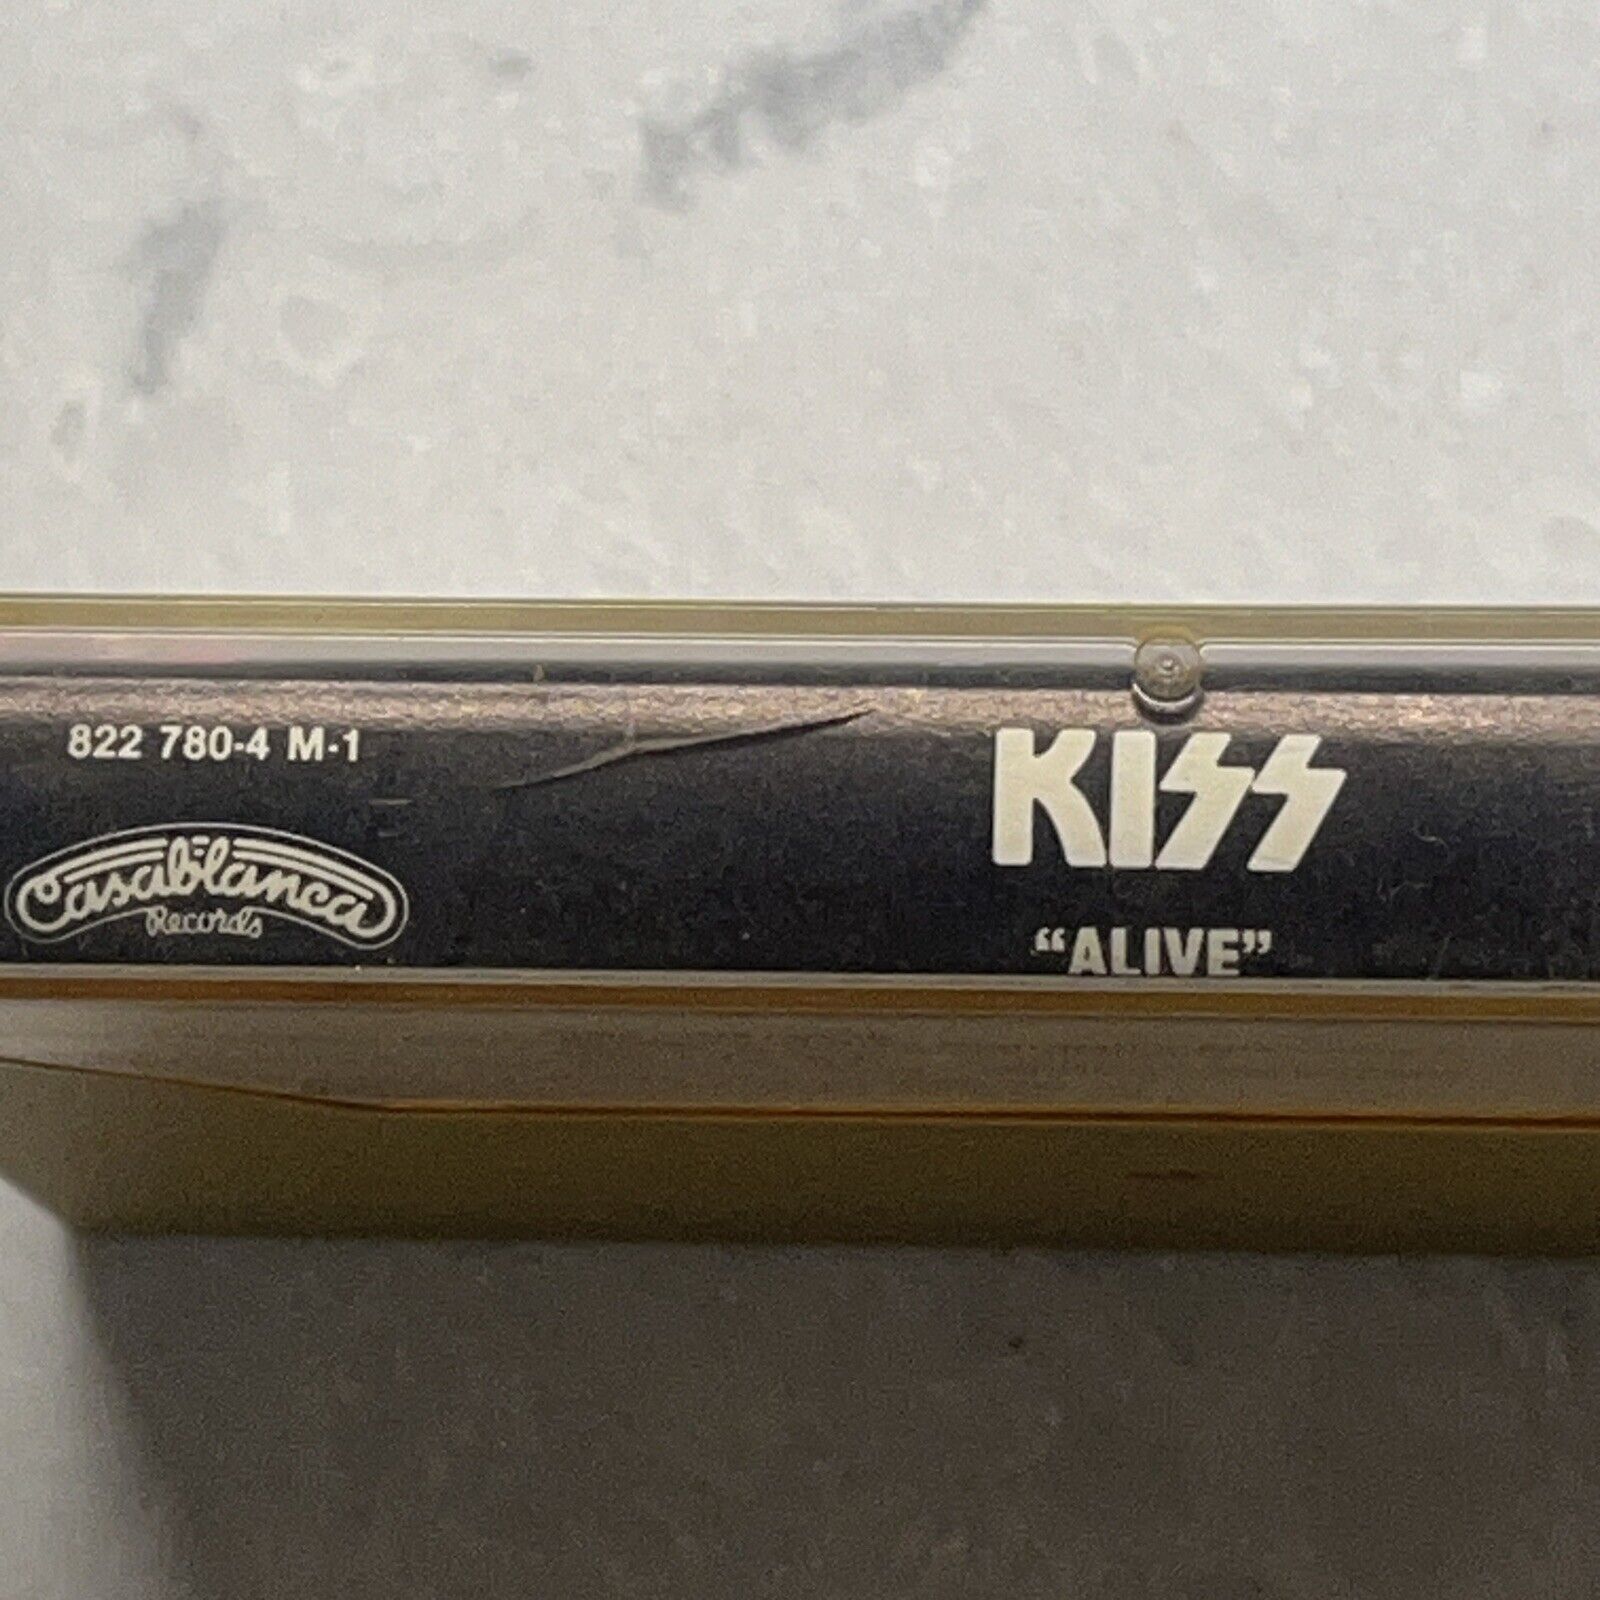 822 780-4 M-1
Casablanca
Records
KISS
“ALIVE”